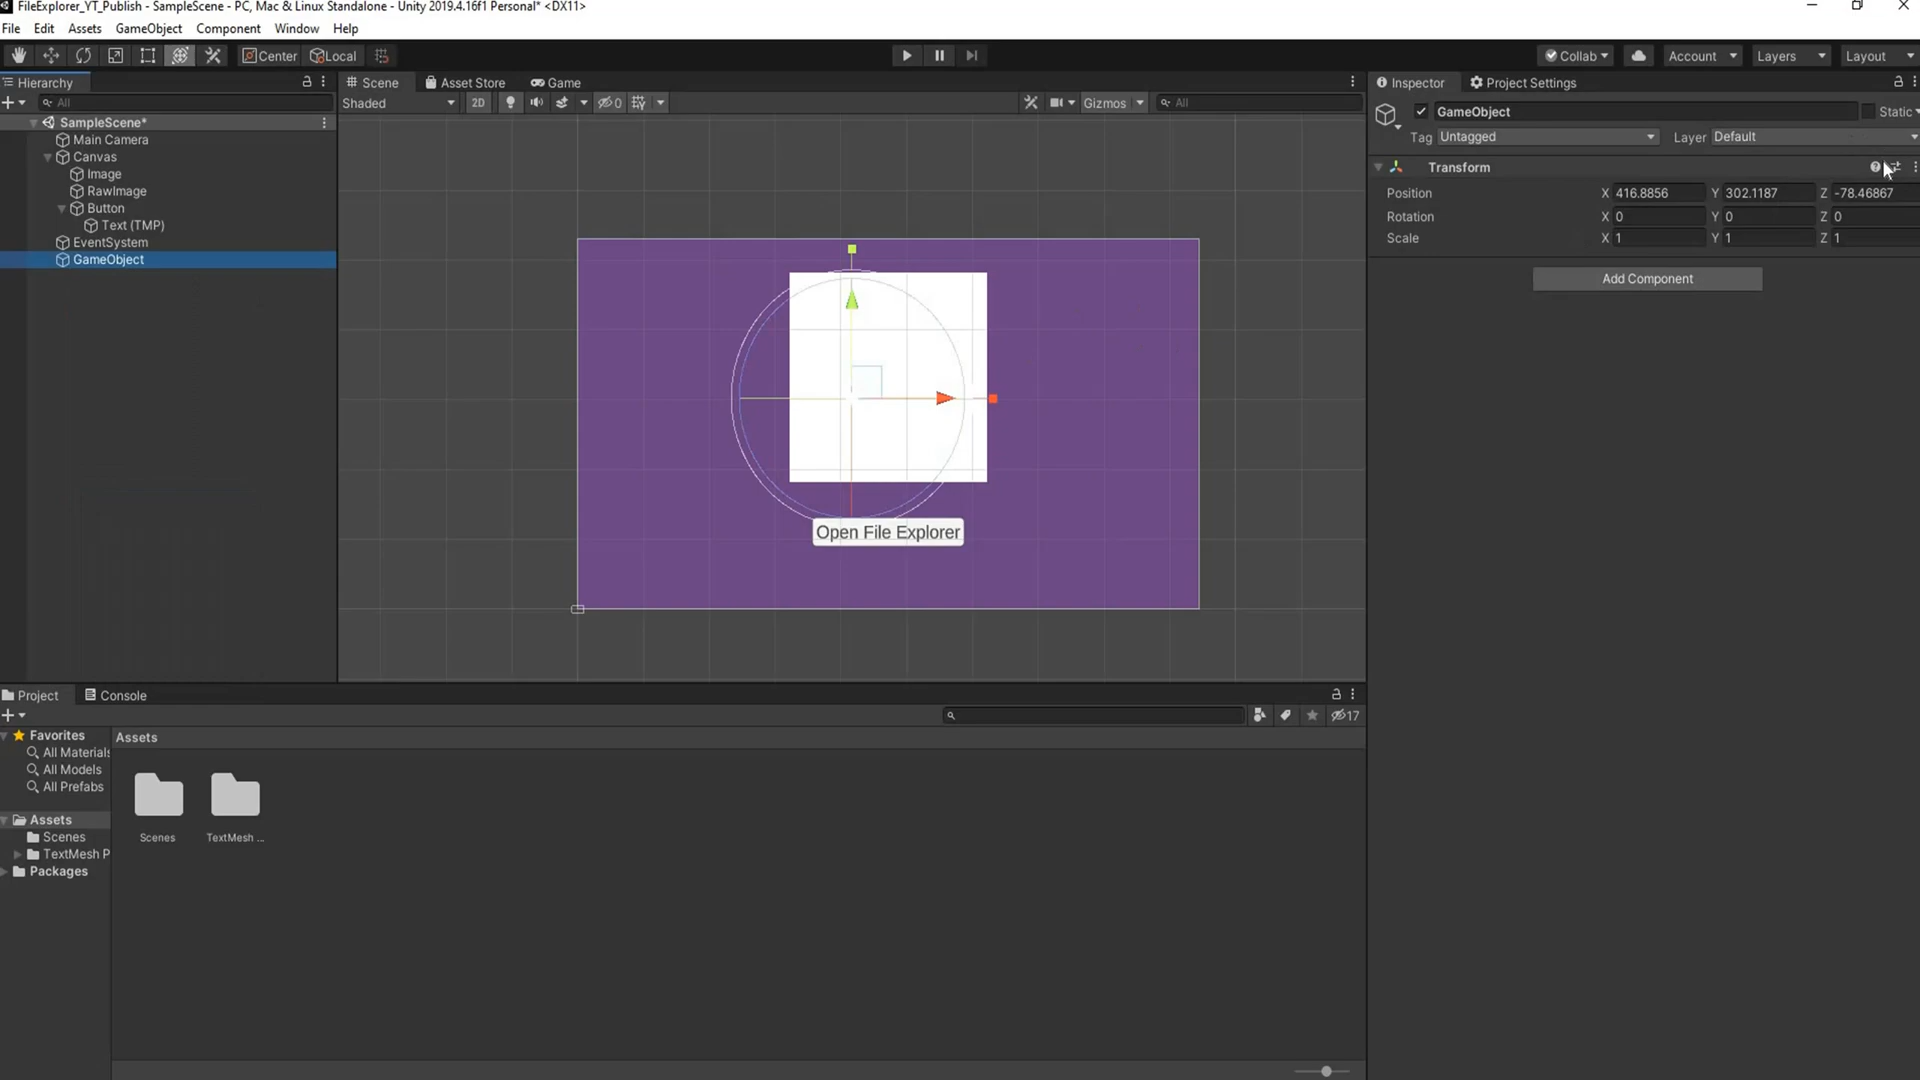 FileExplorer_YT_Publish - SampleScene - PC, Mac & Linux Standalone - Unity 2019.4.16f1 Personal* <DX11>
File Edit Assets GameObject Component Window Help
Center Local Collab Account Layers Layout
Hierarchy
All
SampleScene*
Main Camera
Canvas
Image
RawImage
Button
Text (TMP)
EventSystem
GameObject
Scene Asset Store Game
Shaded 2D 0 Gizmos All
Open File Explorer
Inspector Project Settings
GameObject Static
Tag Untagged Layer Default
Transform
Position X 416.8856 Y 302.1187 Z -78.46867
Rotation X 0 Y 0 Z 0
Scale X 1 Y 1 Z 1
Add Component
Project Console
17
Favorites
All Materials
All Models
All Prefabs
Assets
Scenes
TextMesh P
Packages
Assets
Scenes TextMesh ...